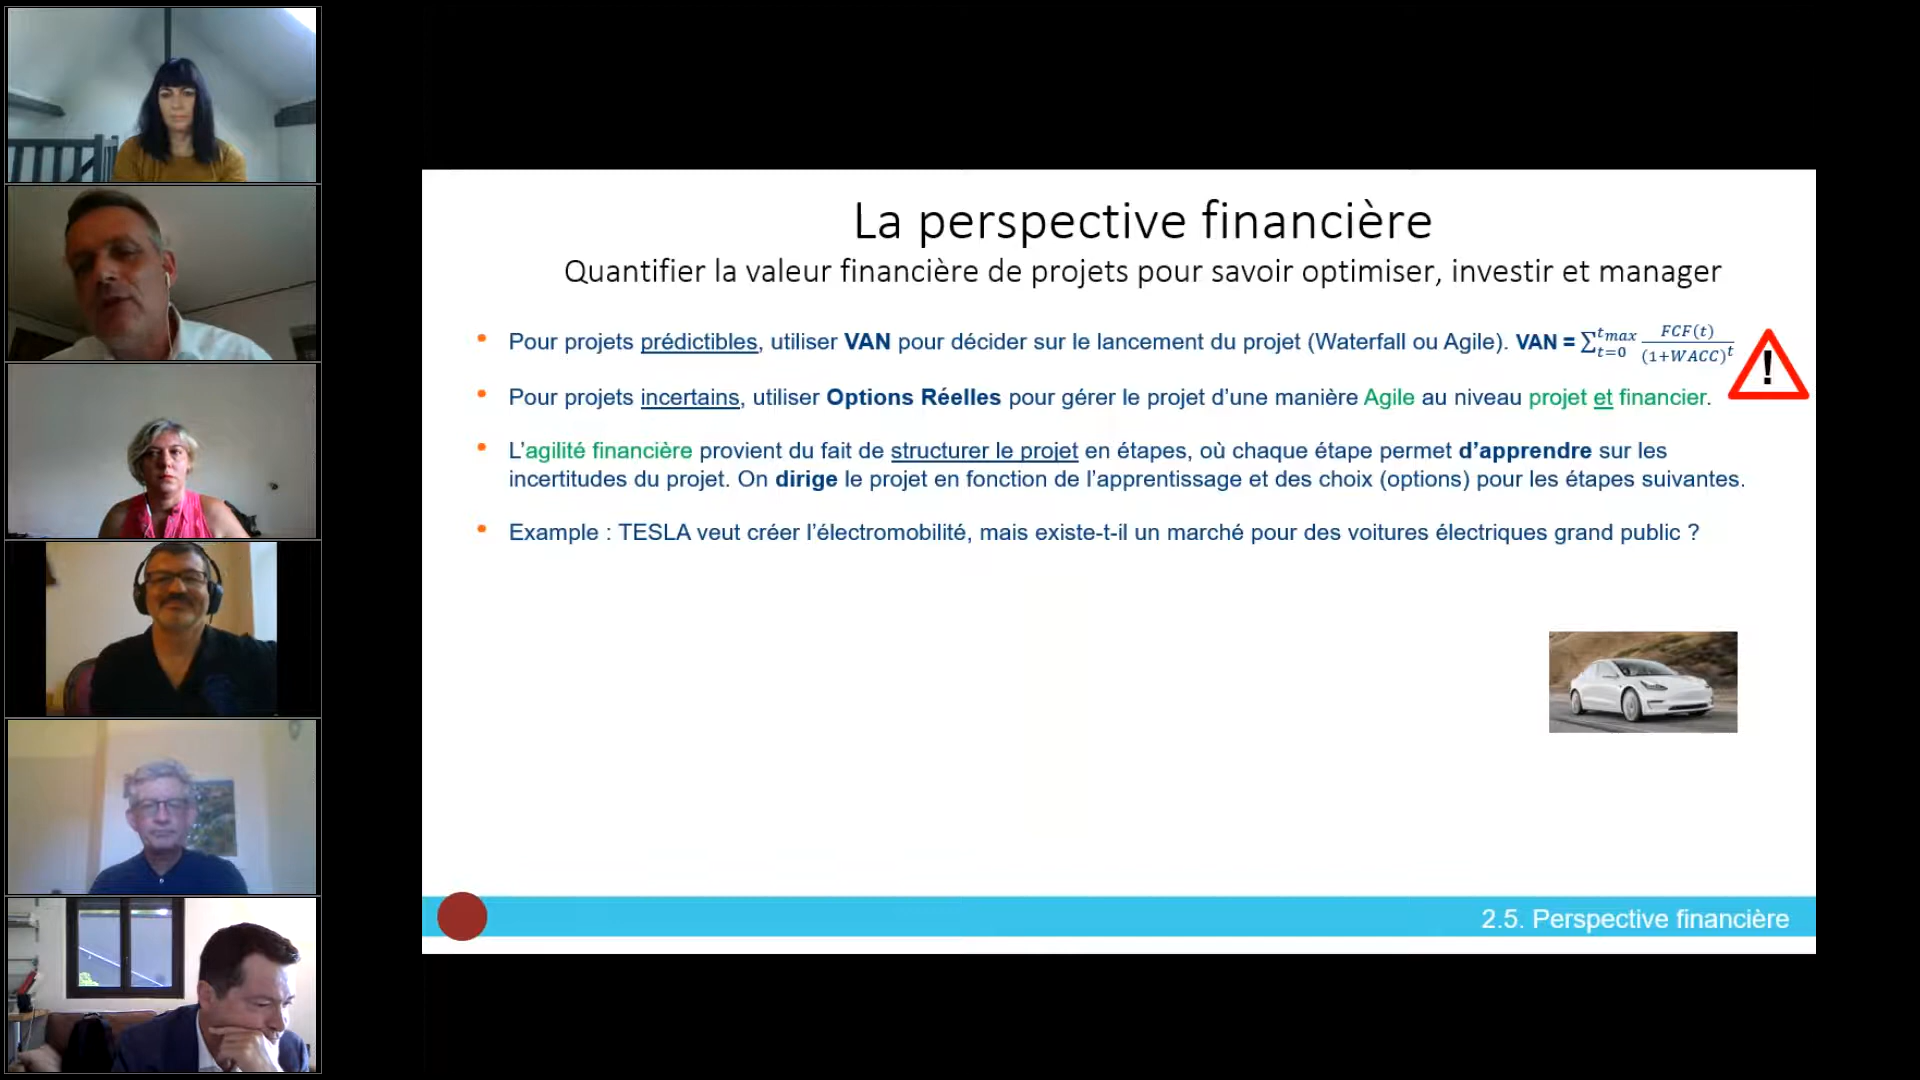 La perspective financière
Quantifier la valeur financière de projets pour savoir optimiser, investir et manager
• Pour projets prédictibles, utiliser VAN pour décider sur le lancement du projet (Waterfall ou Agile). VAN = ∑_{t=0}^{tmax} FCF(t)/(1+WACC)^t
!
• Pour projets incertains, utiliser Options Réelles pour gérer le projet d’une manière Agile au niveau projet et financier.
• L’agilité financière provient du fait de structurer le projet en étapes, où chaque étape permet d’apprendre sur les
incertitudes du projet. On dirige le projet en fonction de l’apprentissage et des choix (options) pour les étapes suivantes.
• Example : TESLA veut créer l’électromobilité, mais existe-t-il un marché pour des voitures électriques grand public ?
2.5. Perspective financière